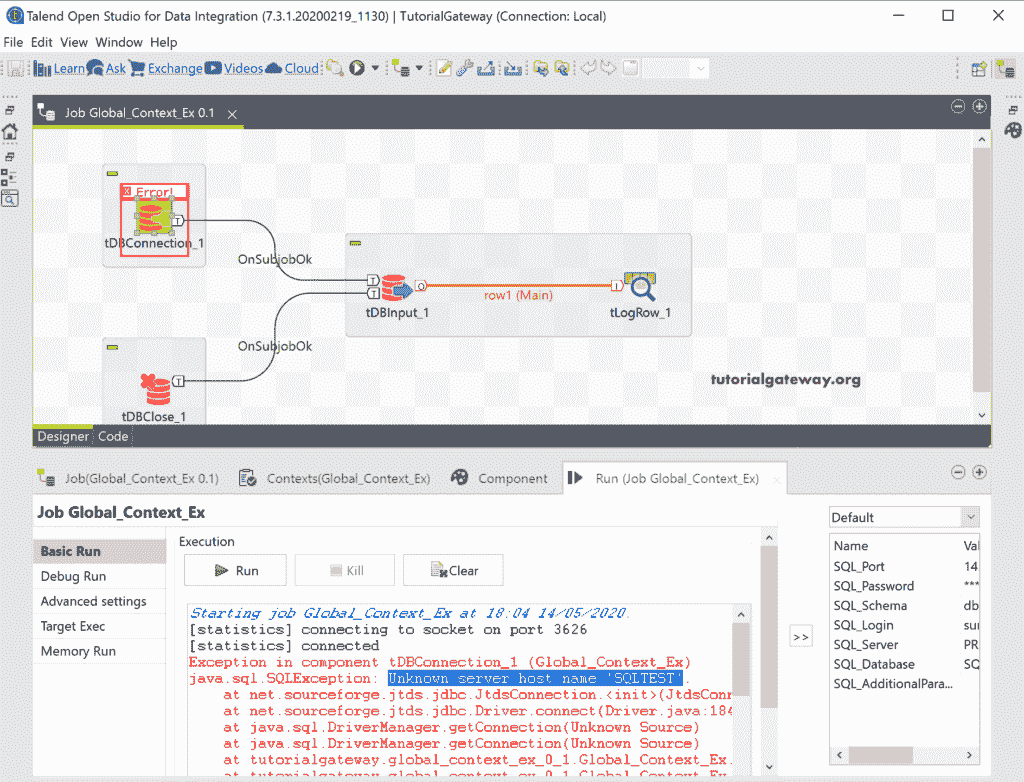 Talend Open Studio for Data Integration (7.3.1.20200219_1130) | TutorialGateway (Connection: Local)
File Edit View Window Help
Learn Ask Exchange Videos Cloud
Job Global_Context_Ex 0.1
Error!
T
tDBConnection_1
OnSubjobOk
T
T
O
row1 (Main)
I
tDBInput_1
tLogRow_1
OnSubjobOk
T
tDBClose_1
tutorialgateway.org
Designer Code
Job(Global_Context_Ex 0.1) Contexts(Global_Context_Ex) Component Run (Job Global_Context_Ex)
Job Global_Context_Ex
Basic Run
Debug Run
Advanced settings
Target Exec
Memory Run
Execution
Run Kill Clear
Starting job Global_Context_Ex at 18:04 14/05/2020.
[statistics] connecting to socket on port 3626
[statistics] connected
Exception in component tDBConnection_1 (Global_Context_Ex)
java.sql.SQLException: Unknown server host name 'SQLTEST'.
at net.sourceforge.jtds.jdbc.JtdsConnection.<init>(JtdsConn
at net.sourceforge.jtds.jdbc.Driver.connect(Driver.java:184
at java.sql.DriverManager.getConnection(Unknown Source)
at java.sql.DriverManager.getConnection(Unknown Source)
at tutorialgateway.global_context_ex_0_1.Global_Context_Ex.
at tutorialgateway.global_context_ex_0_1.Global_Context_Ex.
>>
Default
Name Val
SQL_Port 14
SQL_Password ***
SQL_Schema db
SQL_Login sur
SQL_Server PR
SQL_Database SQ
SQL_AdditionalPara...